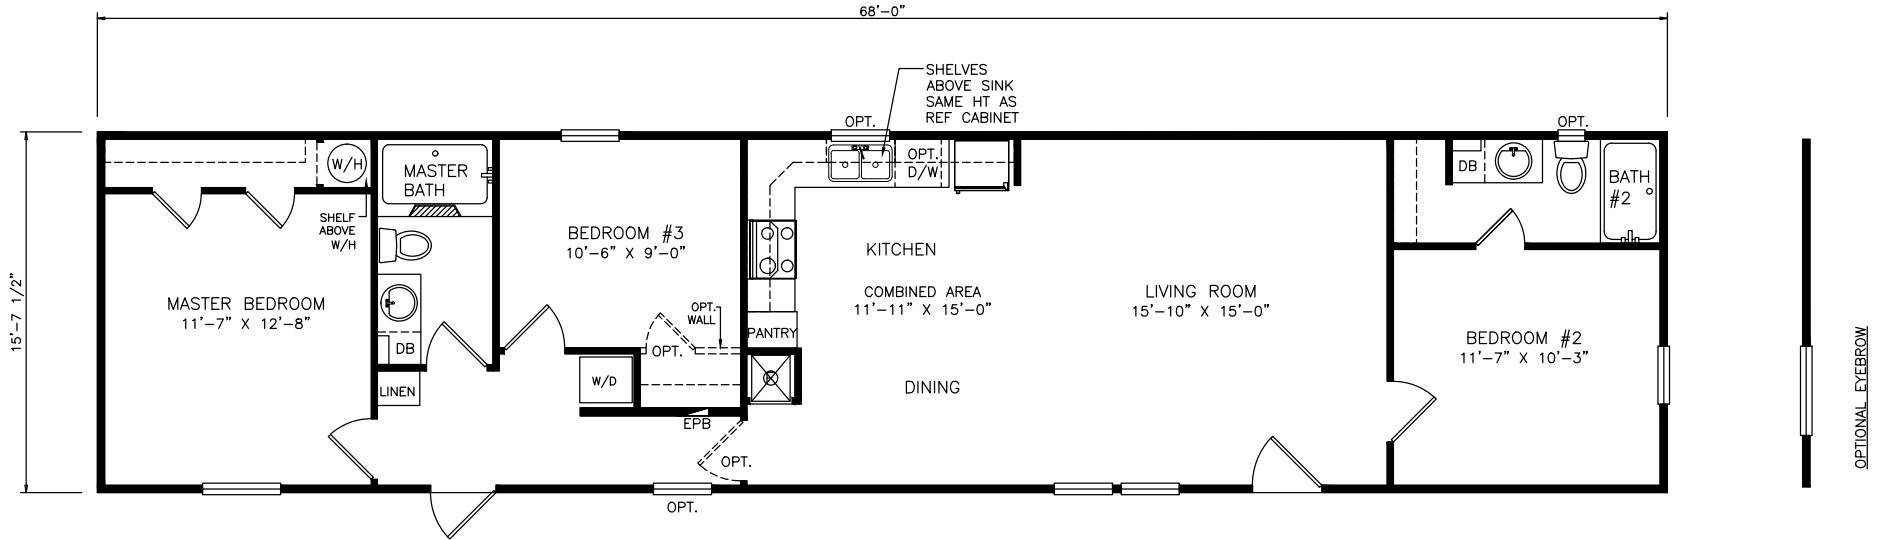 68'-0"
SHELVES
ABOVE SINK
SAME HT AS
REF CABINET
OPT.
OPT.
W/H
MASTER
BATH
OPT.
D/W
DB
BATH
#2
SHELF
ABOVE
W/H
BEDROOM #3
10'-6" X 9'-0"
KITCHEN
COMBINED AREA
11'-11" X 15'-0"
LIVING ROOM
15'-10" X 15'-0"
MASTER BEDROOM
11'-7" X 12'-8"
15'-7 1/2"
OPT.
WALL
PANTRY
BEDROOM #2
11'-7" X 10'-3"
DB
OPT.
W/D
LINEN
DINING
EPB
OPT.
OPT.
OPTIONAL EYEBROW